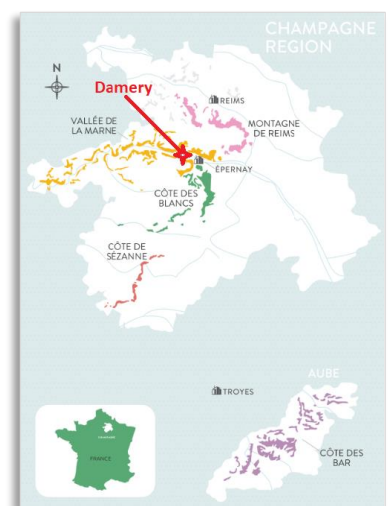 CHAMPAGNE
REGION
N
Damery
REIMS
VALLÉE DE
LA MARNE
MONTAGNE
DE REIMS
ÉPERNAY
CÔTE DES
BLANCS
CÔTE DE
SÉZANNE
AUBE
TROYES
CÔTE DES
BAR
FRANCE